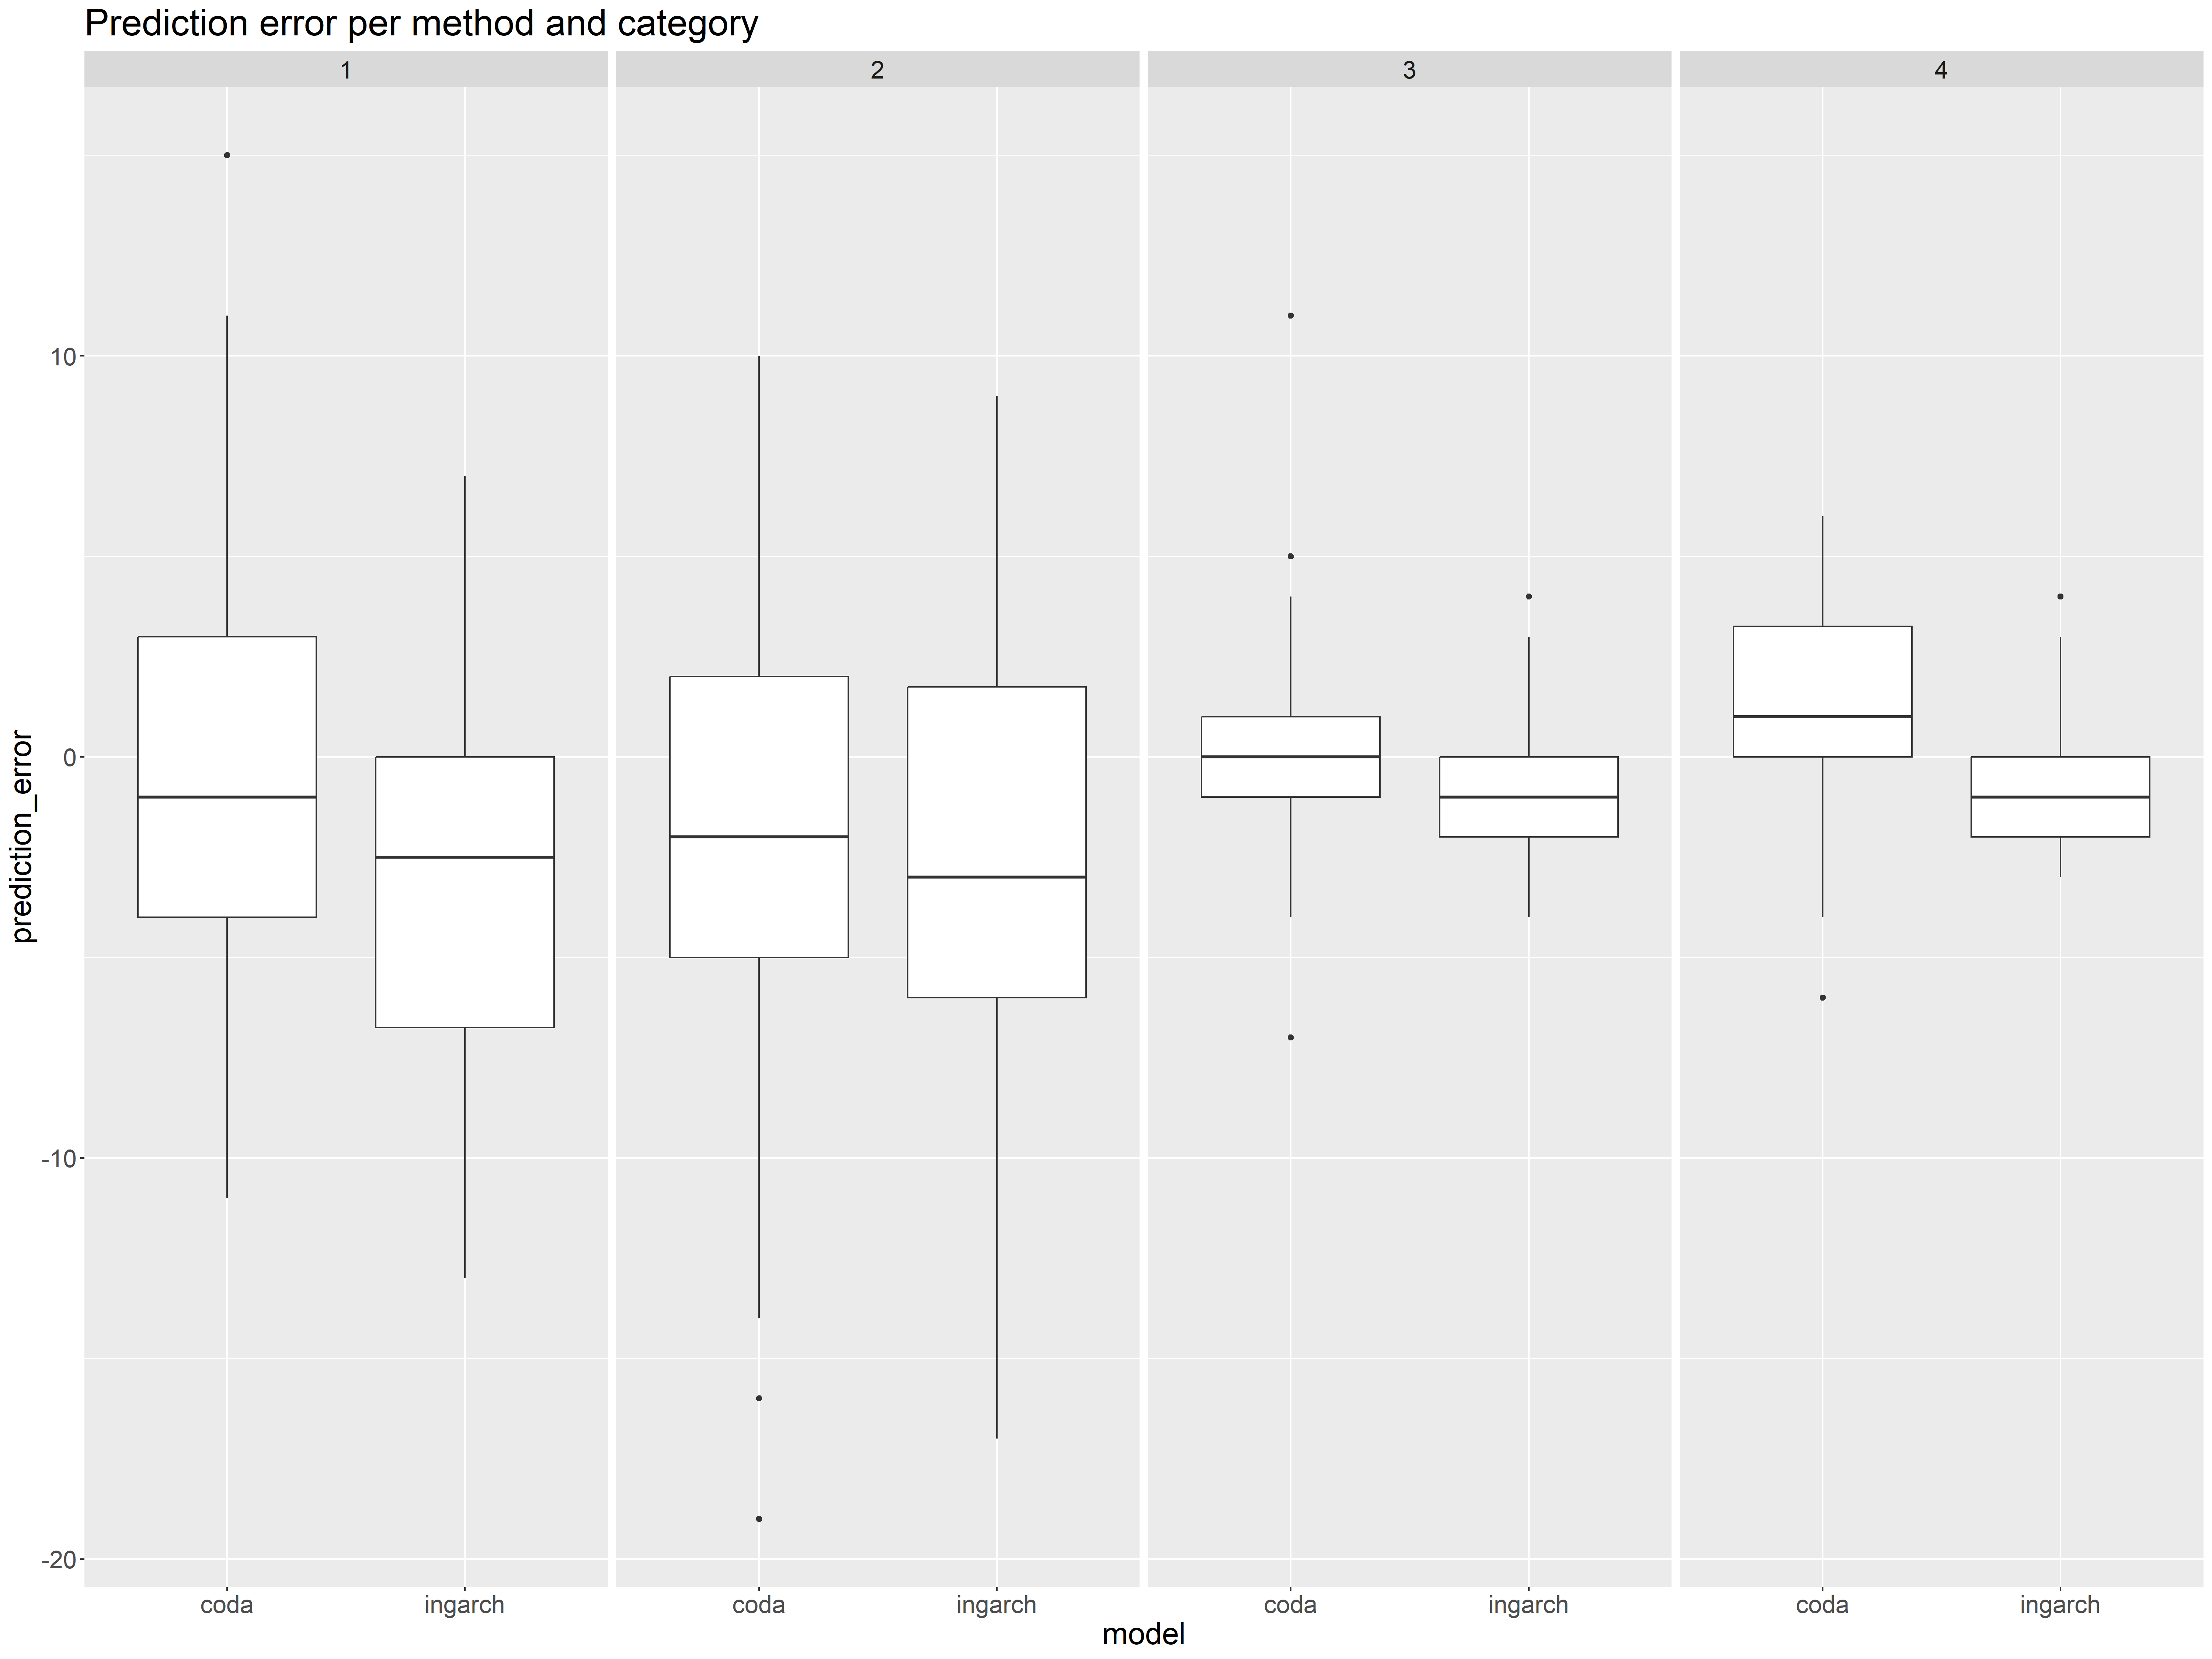 Prediction error per method and category
1 2 3 4
prediction_error
10
0
-10
-20
coda ingarch coda ingarch coda ingarch coda ingarch
model